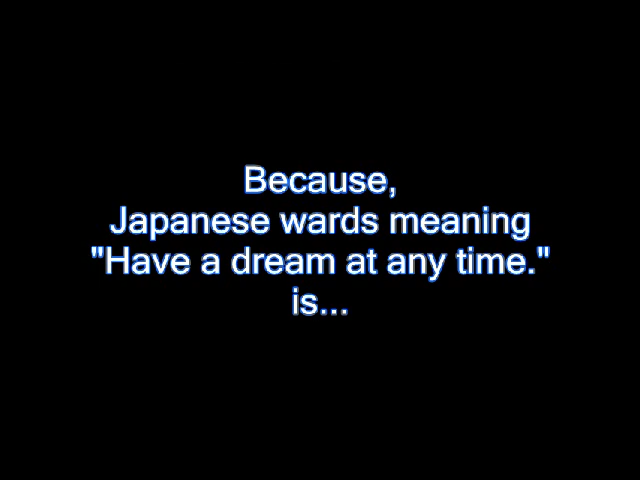 Because,
Japanese wards meaning
"Have a dream at any time."
is...